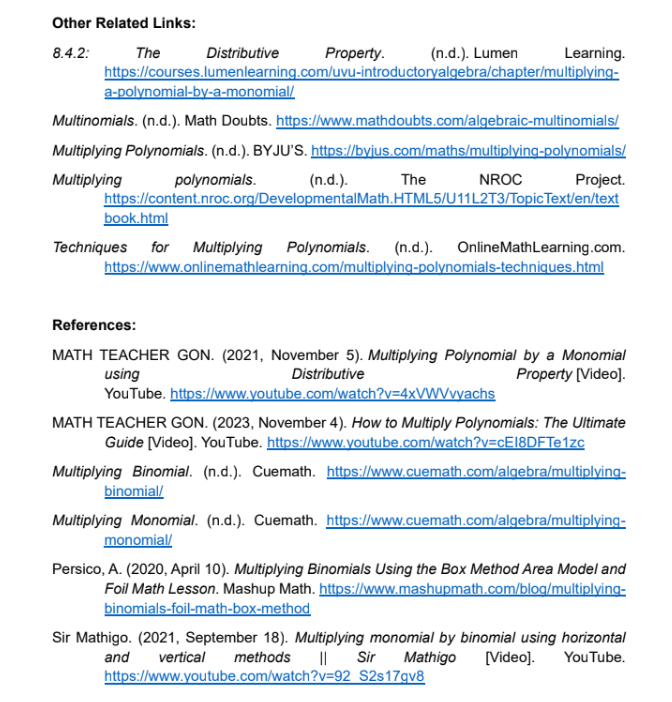 Other Related Links:
8.4.2: The Distributive Property. (n.d.). Lumen Learning.
https://courses.lumenlearning.com/uvu-introductoryalgebra/chapter/multiplying-
a-polynomial-by-a-monomial/
Multinomials. (n.d.). Math Doubts. https://www.mathdoubts.com/algebraic-multinomials/
Multiplying Polynomials. (n.d.). BYJU'S. https://byjus.com/maths/multiplying-polynomials/
Multiplying polynomials. (n.d.). The NROC Project.
https://content.nroc.org/DevelopmentalMath.HTML5/U11L2T3/TopicText/en/text
book.html
Techniques for Multiplying Polynomials. (n.d.). OnlineMathLearning.com.
https://www.onlinemathlearning.com/multiplying-polynomials-techniques.html
References:
MATH TEACHER GON. (2021, November 5). Multiplying Polynomial by a Monomial
using Distributive Property [Video].
YouTube. https://www.youtube.com/watch?v=4xVWVvyachs
MATH TEACHER GON. (2023, November 4). How to Multiply Polynomials: The Ultimate
Guide [Video]. YouTube. https://www.youtube.com/watch?v=cEI8DFTe1zc
Multiplying Binomial. (n.d.). Cuemath. https://www.cuemath.com/algebra/multiplying-
binomial/
Multiplying Monomial. (n.d.). Cuemath. https://www.cuemath.com/algebra/multiplying-
monomial/
Persico, A. (2020, April 10). Multiplying Binomials Using the Box Method Area Model and
Foil Math Lesson. Mashup Math. https://www.mashupmath.com/blog/multiplying-
binomials-foil-math-box-method
Sir Mathigo. (2021, September 18). Multiplying monomial by binomial using horizontal
and vertical methods || Sir Mathigo [Video]. YouTube.
https://www.youtube.com/watch?v=92_S2s17gv8